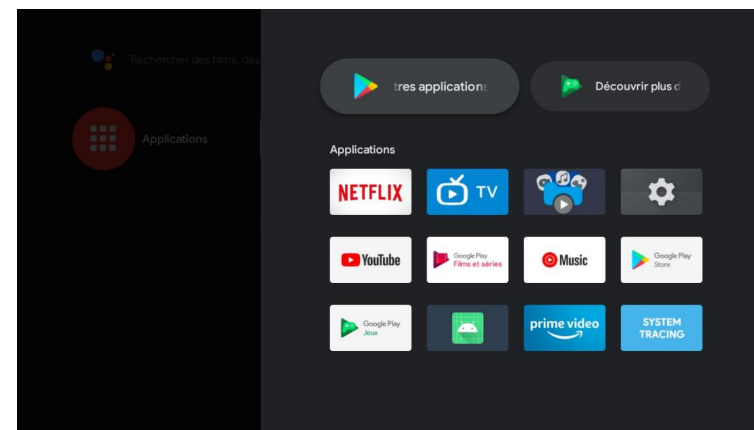 Rechercher des films, des
tres application
Découvrir plus d
Applications
Applications
NETFLIX
TV
YouTube
Google Play
Films et séries
Music
Google Play
Store
Google Play
Jeux
prime video
SYSTEM
TRACING